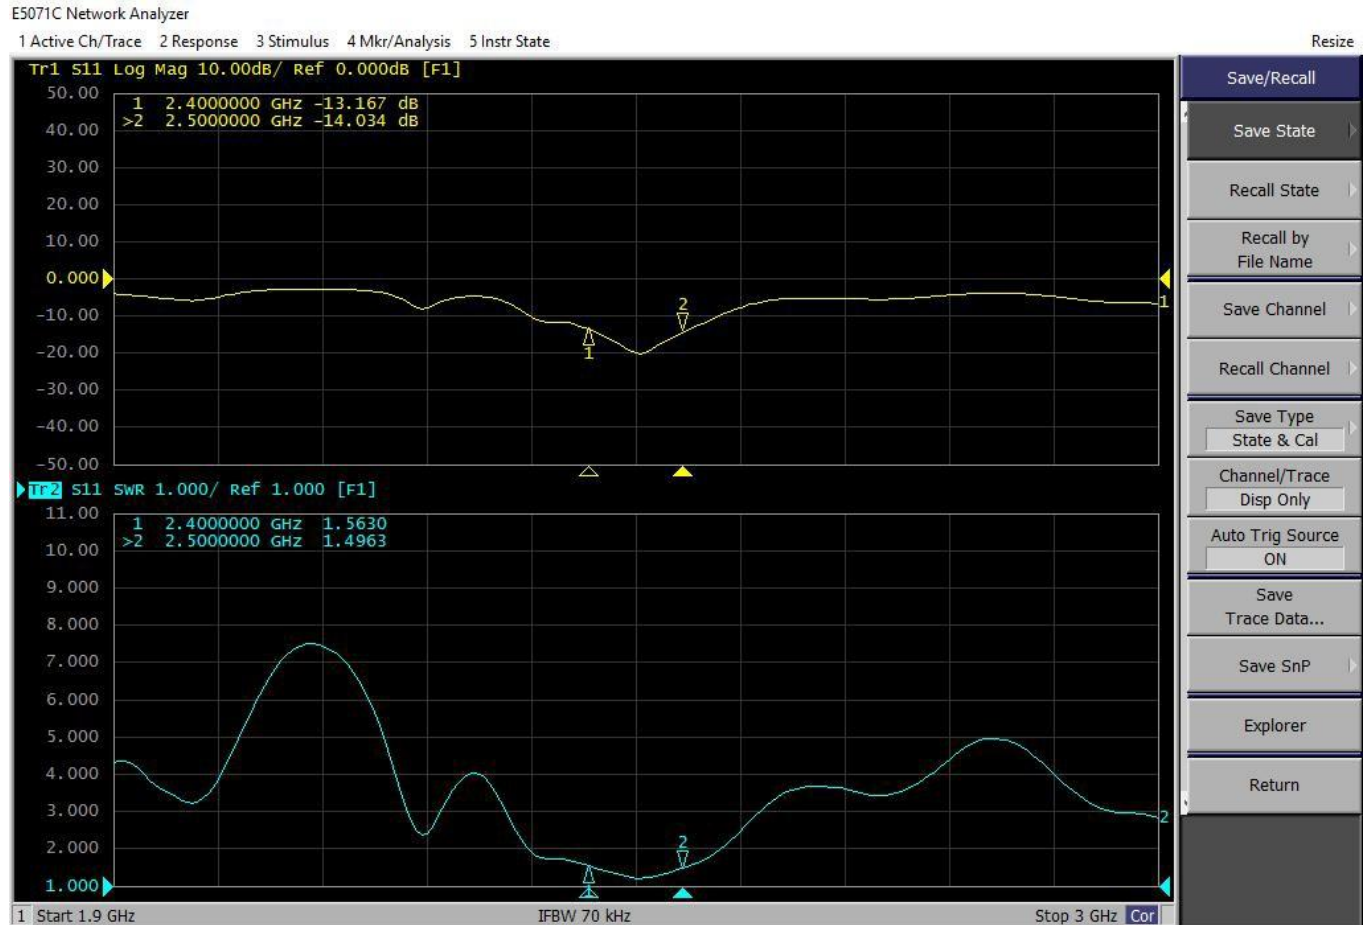 E5071C Network Analyzer
1 Active Ch/Trace 2 Response 3 Stimulus 4 Mkr/Analysis 5 Instr State Resize
Tr1 S11 Log Mag 10.00dB/ Ref 0.000dB [F1]
50.00
1 2.4000000 GHz -13.167 dB
>2 2.5000000 GHz -14.034 dB
40.00
30.00
20.00
10.00
0.000
-10.00
-20.00
-30.00
-40.00
-50.00
2
1
1
Tr2 S11 SWR 1.000/ Ref 1.000 [F1]
11.00
1 2.4000000 GHz 1.5630
>2 2.5000000 GHz 1.4963
10.00
9.000
8.000
7.000
6.000
5.000
4.000
3.000
2.000
1.000
2
1
2
1 Start 1.9 GHz IFBW 70 kHz Stop 3 GHz Cor
Save/Recall
Save State
Recall State
Recall by
File Name
Save Channel
Recall Channel
Save Type
State & Cal
Channel/Trace
Disp Only
Auto Trig Source
ON
Save
Trace Data...
Save SnP
Explorer
Return